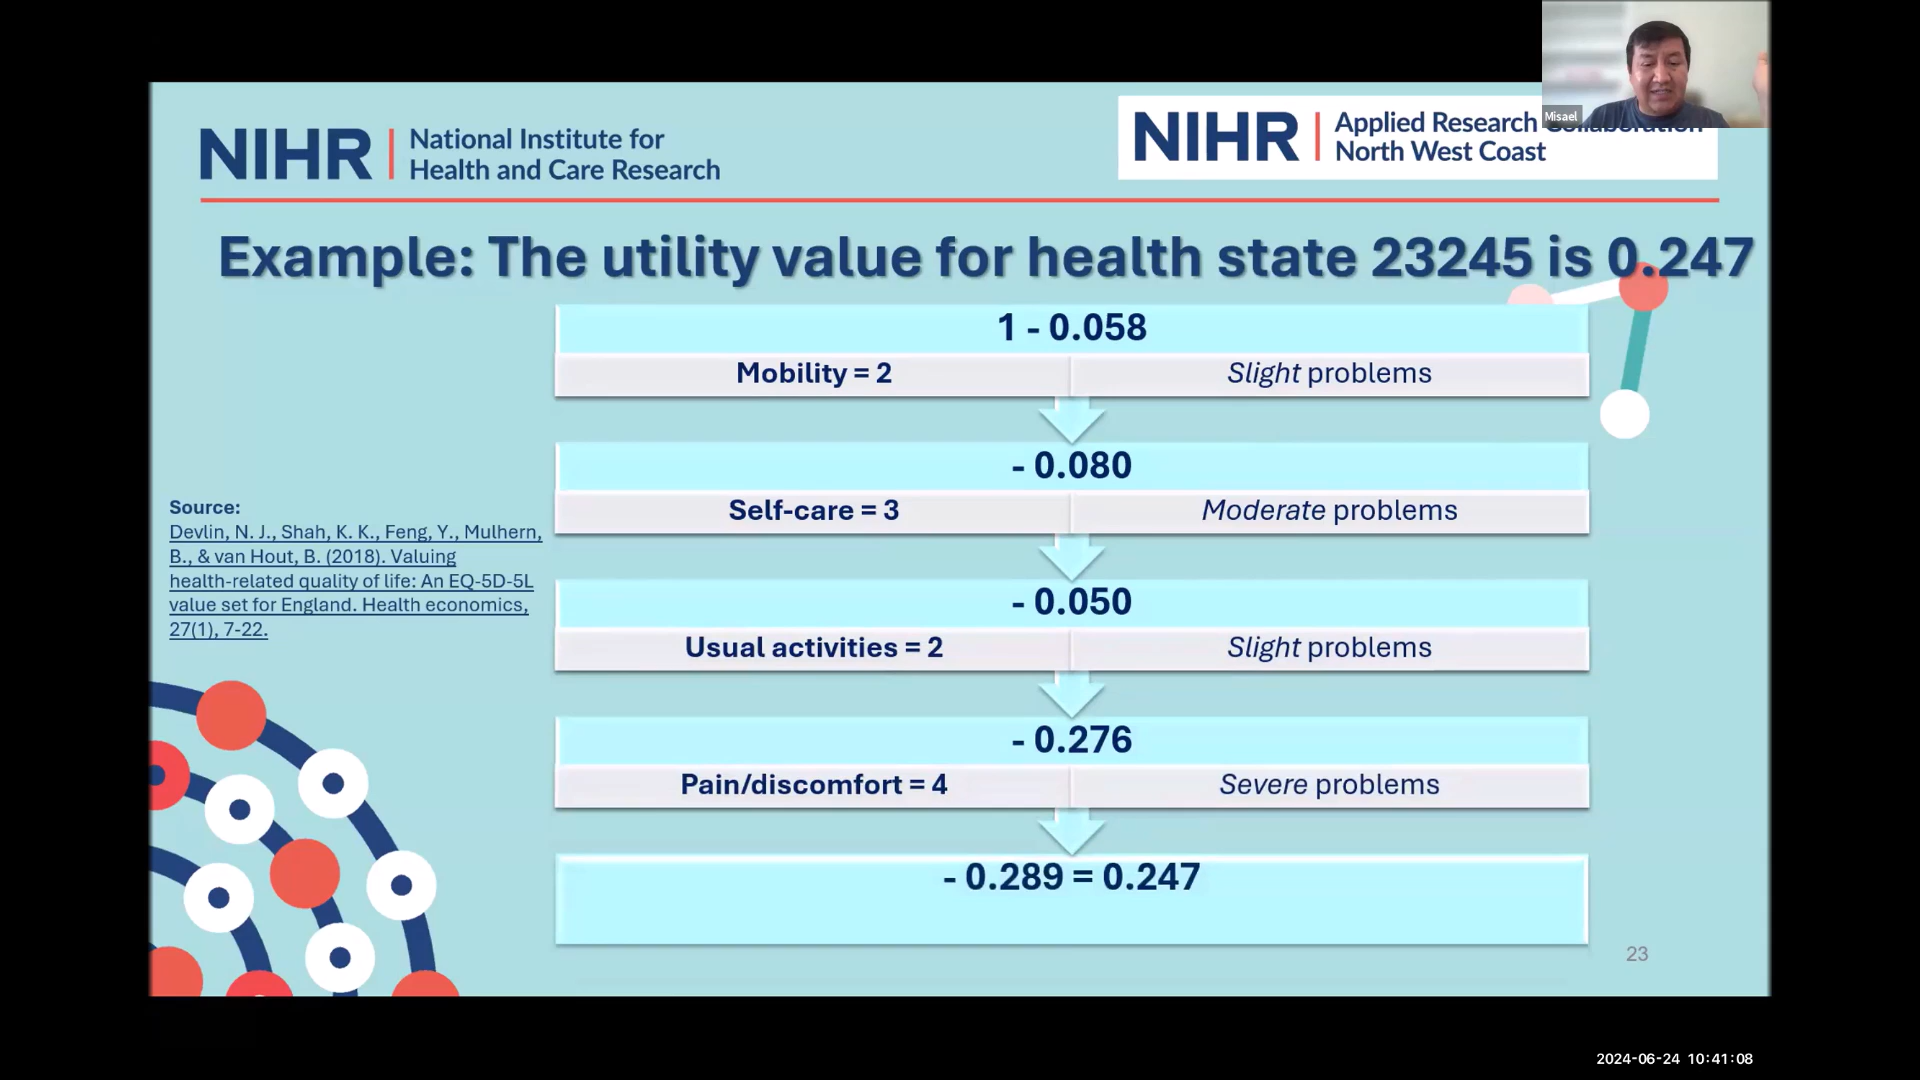 Misael
NIHR | National Institute for
Health and Care Research
NIHR | Applied Research Collaboration
North West Coast
Example: The utility value for health state 23245 is 0.247
1 - 0.058
Mobility = 2 Slight problems
- 0.080
Self-care = 3 Moderate problems
- 0.050
Usual activities = 2 Slight problems
- 0.276
Pain/discomfort = 4 Severe problems
- 0.289 = 0.247
Source:
Devlin, N. J., Shah, K. K., Feng, Y., Mulhern,
B., & van Hout, B. (2018). Valuing
health-related quality of life: An EQ-5D-5L
value set for England. Health economics,
27(1), 7-22.
23
2024-06-24 10:41:08